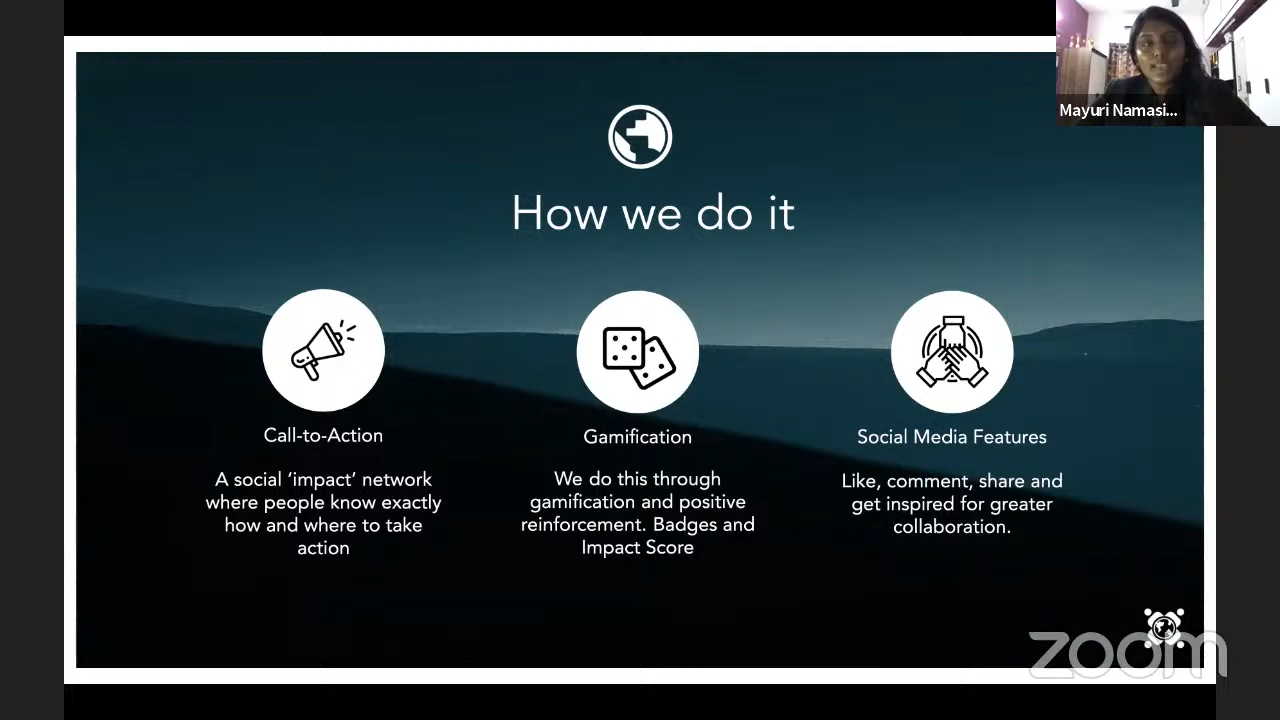 Mayuri Namasi...
How we do it
Call-to-Action
A social ‘impact’ network
where people know exactly
how and where to take
action
Gamification
We do this through
gamification and positive
reinforcement. Badges and
Impact Score
Social Media Features
Like, comment, share and
get inspired for greater
collaboration.
zoom